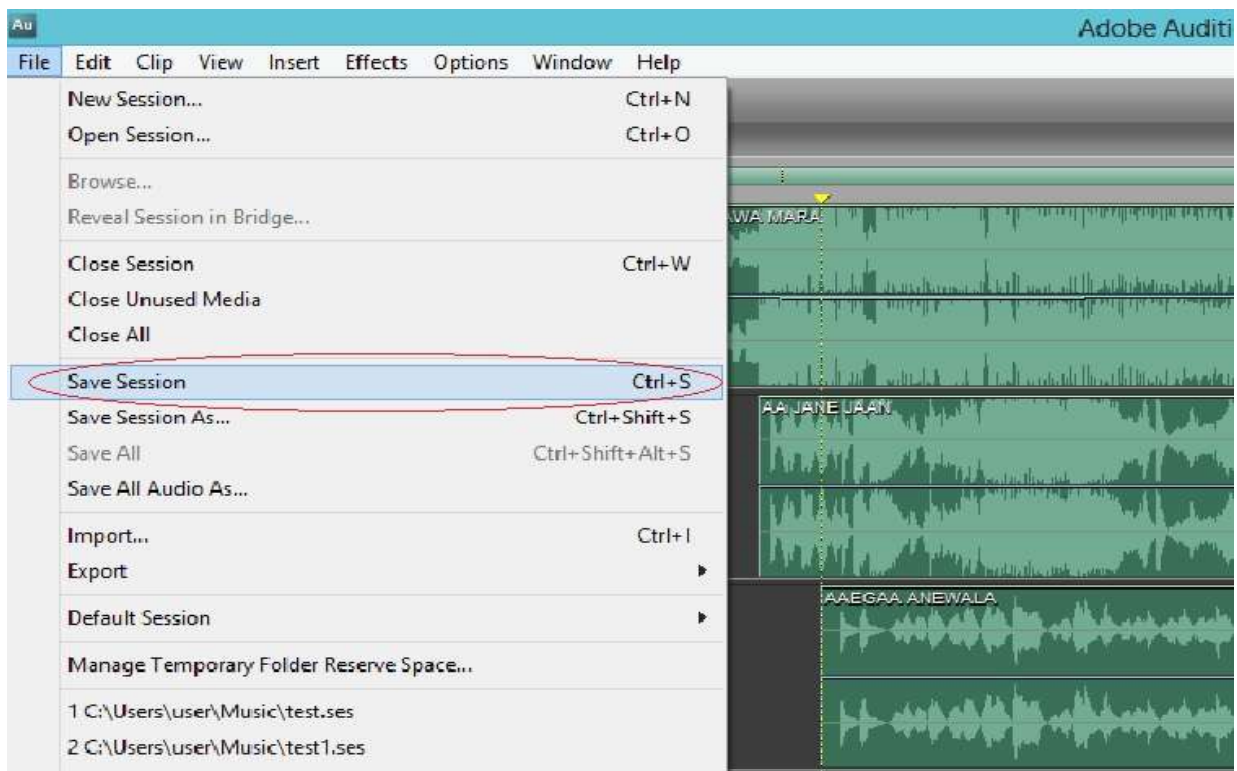 Au
Adobe Auditi
File Edit Clip View Insert Effects Options Window Help
New Session... Ctrl+N
Open Session... Ctrl+O
Browse...
Reveal Session in Bridge...
Close Session Ctrl+W
Close Unused Media
Close All
Save Session Ctrl+S
Save Session As... Ctrl+Shift+S
Save All Ctrl+Shift+Alt+S
Save All Audio As...
Import... Ctrl+I
Export
Default Session
Manage Temporary Folder Reserve Space...
1 C:\Users\user\Music\test.ses
2 C:\Users\user\Music\test1.ses
WA MARA
AA JANE JAAN
AAEGAA ANEWALA